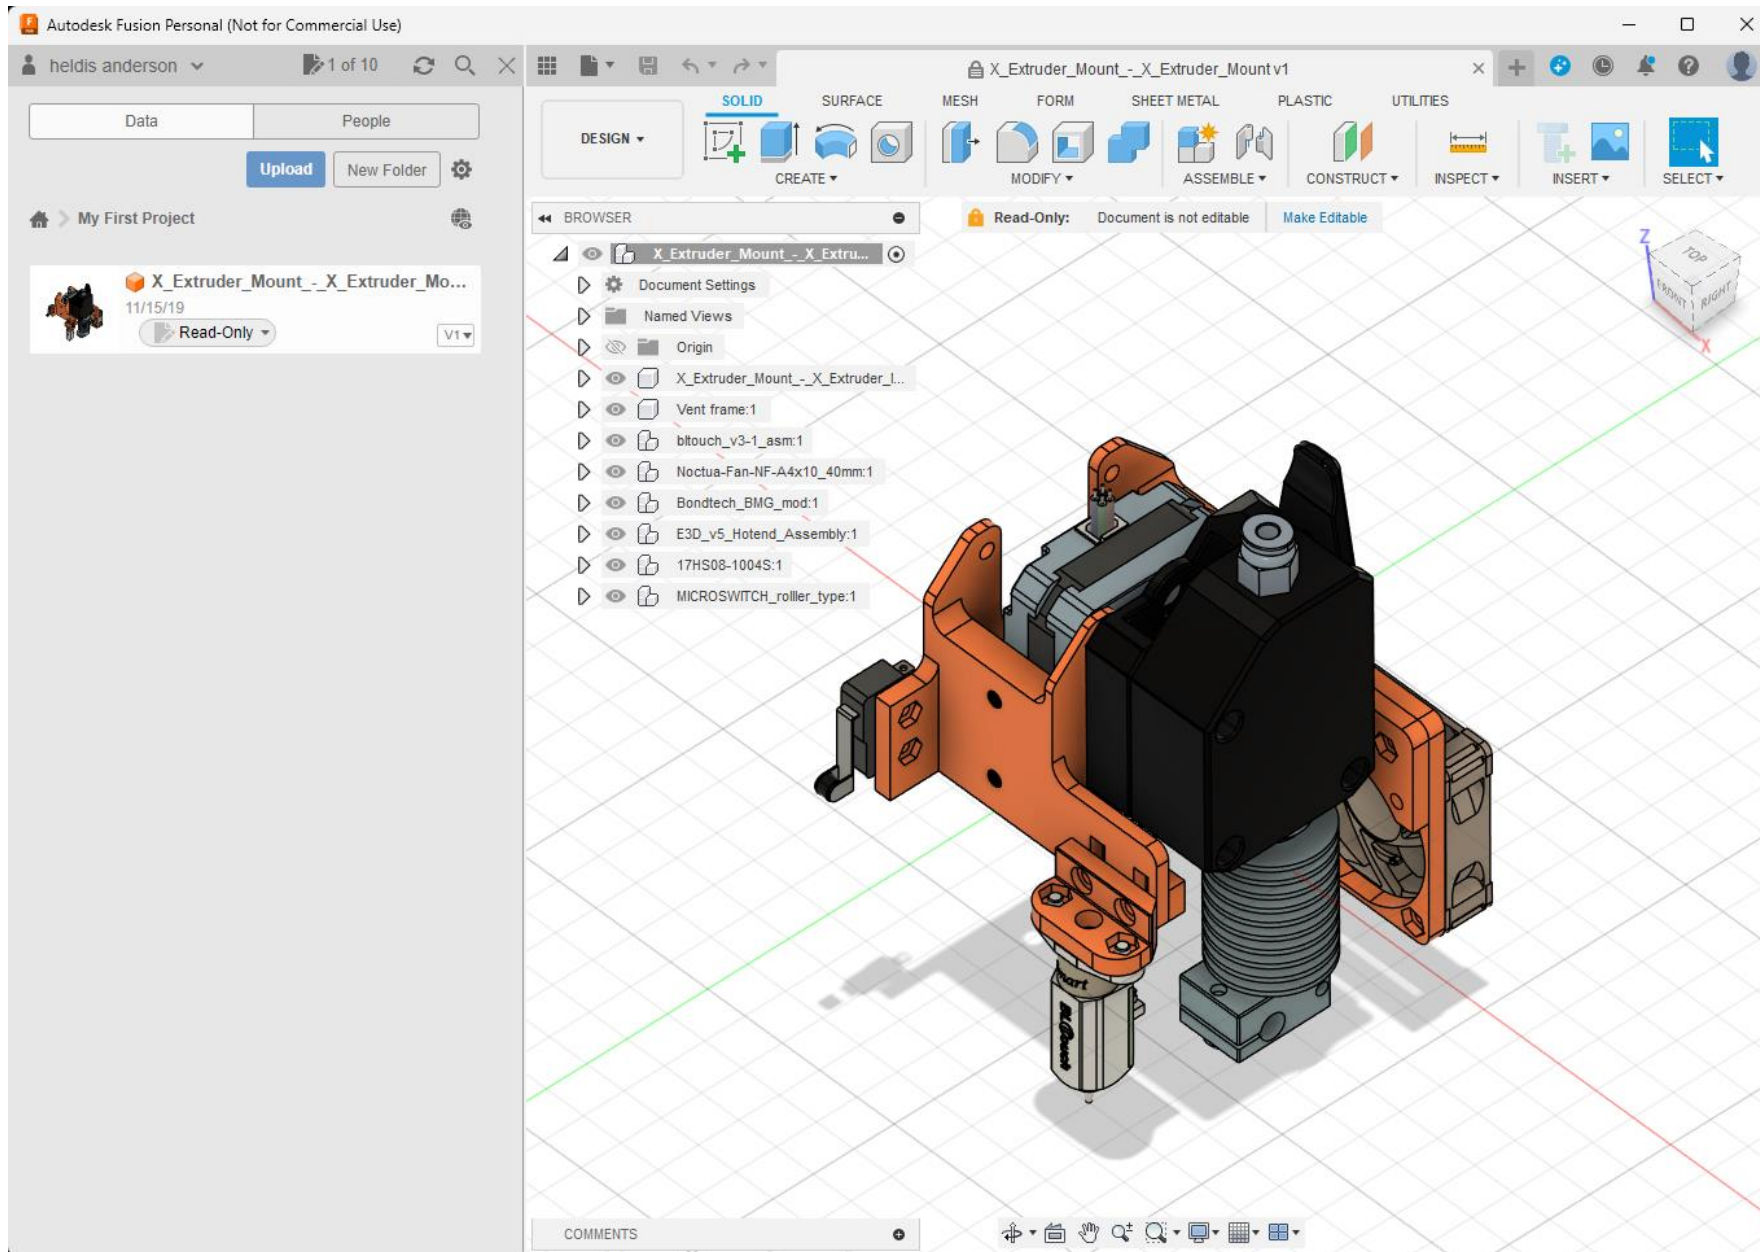 Autodesk Fusion Personal (Not for Commercial Use)
heldis anderson
1 of 10
X_Extruder_Mount_-_X_Extruder_Mount v1
Data
People
Upload
New Folder
My First Project
X_Extruder_Mount_-_X_Extruder_Mo...
11/15/19
Read-Only
V1
DESIGN
SOLID
SURFACE
MESH
FORM
SHEET METAL
PLASTIC
UTILITIES
CREATE
MODIFY
ASSEMBLE
CONSTRUCT
INSPECT
INSERT
SELECT
BROWSER
Read-Only: Document is not editable
Make Editable
X_Extruder_Mount_-_X_Extru...
Document Settings
Named Views
Origin
X_Extruder_Mount_-_X_Extruder_I...
Vent frame:1
bltouch_v3-1_asm:1
Noctua-Fan-NF-A4x10_40mm:1
Bondtech_BMG_mod:1
E3D_v5_Hotend_Assembly:1
17HS08-1004S:1
MICROSWITCH_rolller_type:1
Z
TOP
FRONT
RIGHT
X
mart
BLTouch
COMMENTS